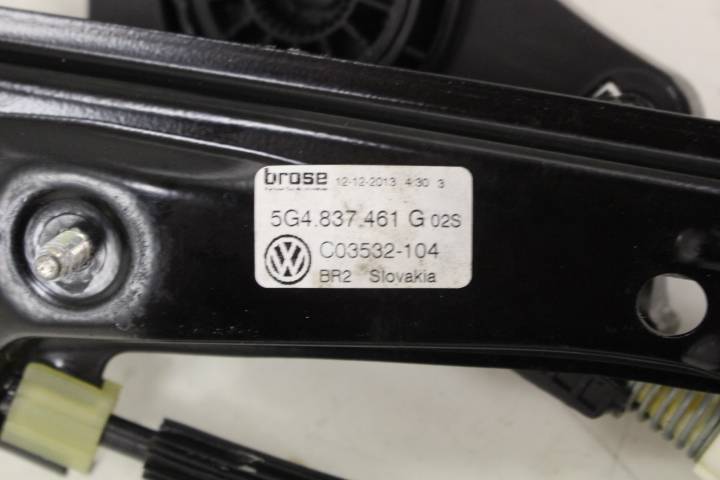 brose 12-12-2013 4:30 3
5G4.837.461 G 02S
C03532-104
BR2 Slovakia